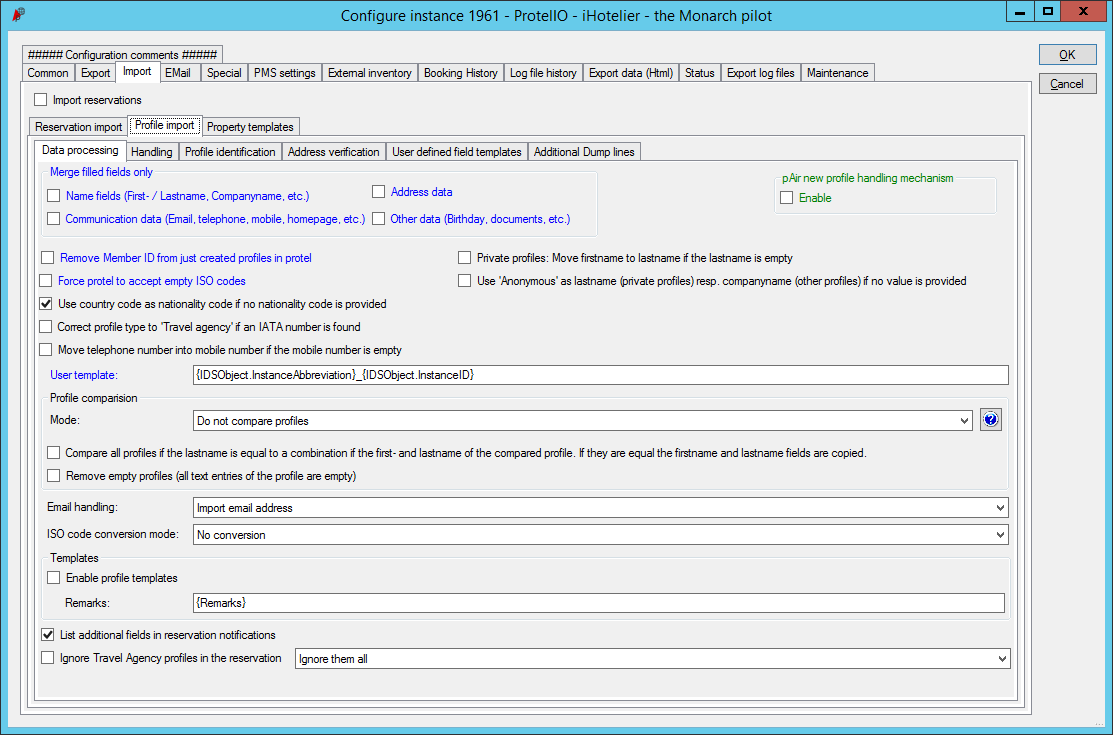 Configure instance 1961 - ProtelIO - iHotelier - the Monarch pilot
##### Configuration comments #####
OK
Common Export Import EMail Special PMS settings External inventory Booking History Log file history Export data (Html) Status Export log files Maintenance
Cancel
Import reservations
Reservation import Profile import Property templates
Data processing Handling Profile identification Address verification User defined field templates Additional Dump lines
Merge filled fields only
pAir new profile handling mechanism
Name fields (First- / Lastname, Companyname, etc.) Address data
Enable
Communication data (Email, telephone, mobile, homepage, etc.) Other data (Birthday, documents, etc.)
Remove Member ID from just created profiles in protel
Private profiles: Move firstname to lastname if the lastname is empty
Force protel to accept empty ISO codes
Use 'Anonymous' as lastname (private profiles) resp. companyname (other profiles) if no value is provided
Use country code as nationality code if no nationality code is provided
Correct profile type to 'Travel agency' if an IATA number is found
Move telephone number into mobile number if the mobile number is empty
User template: {IDSObject.InstanceAbbreviation}_{IDSObject.InstanceID}
Profile comparision
Mode: Do not compare profiles ?
Compare all profiles if the lastname is equal to a combination if the first- and lastname of the compared profile. If they are equal the firstname and lastname fields are copied.
Remove empty profiles (all text entries of the profile are empty)
Email handling: Import email address
ISO code conversion mode: No conversion
Templates
Enable profile templates
Remarks: {Remarks}
List additional fields in reservation notifications
Ignore Travel Agency profiles in the reservation Ignore them all